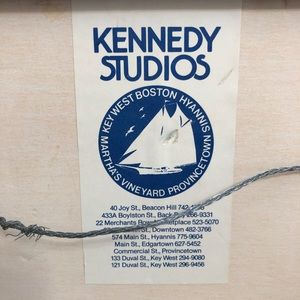 KENNEDY
STUDIOS
KEY WEST BOSTON HYANNIS
MARTHA'S VINEYARD PROVINCETOWN
40 Joy St., Beacon Hill 742-
433A Boylston St., Back Bay 266-9331
22 Merchants Row, Marketplace 523-5070
St., Downtown 482-3766
574 Main St., Hyannis 775-9604
Main St., Edgartown 627-5452
Commercial St., Provincetown
133 Duval St., Key West 294-9080
121 Duval St., Key West 296-9456